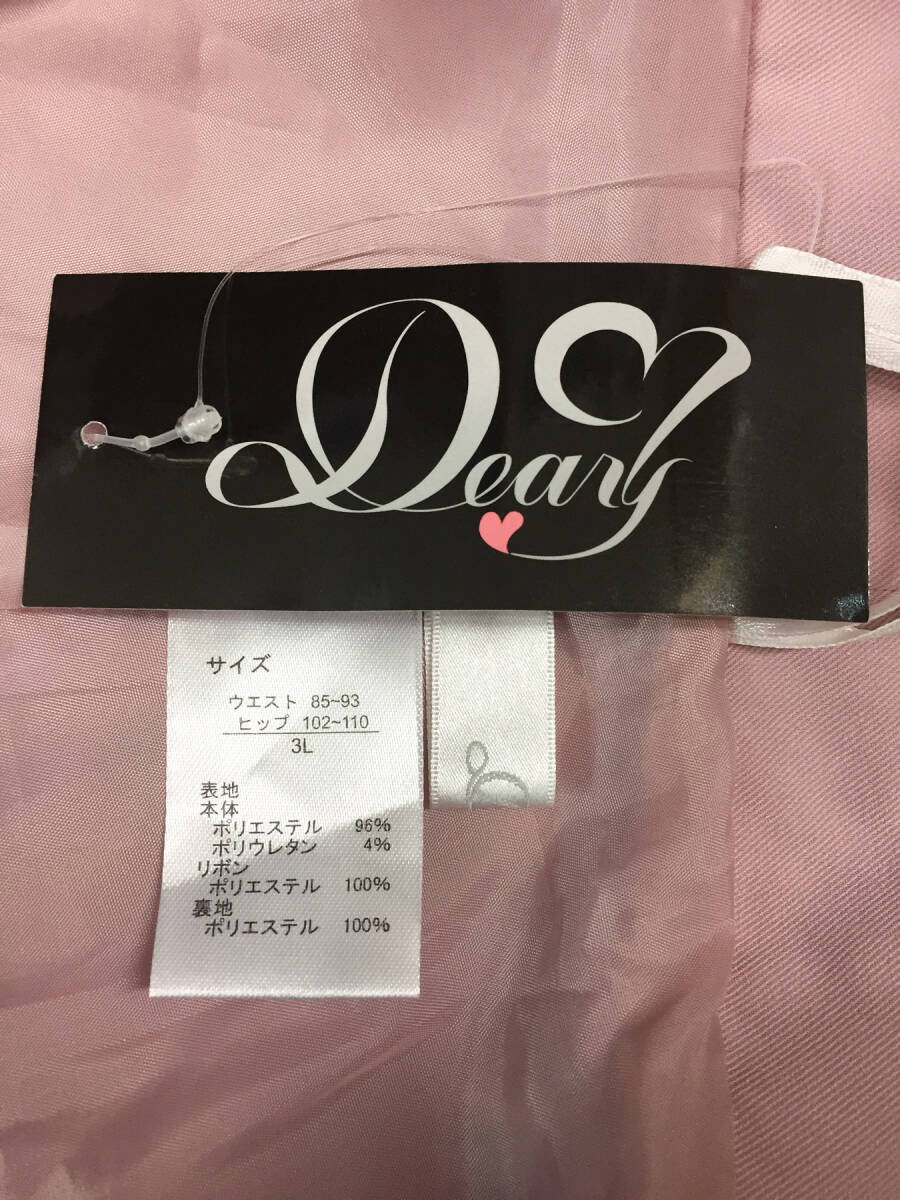 Dearly
サイズ
ウエスト 85~93
ヒップ 102~110
3L
表地
本体
ポリエステル 96%
ポリウレタン 4%
リボン
ポリエステル 100%
裏地
ポリエステル 100%